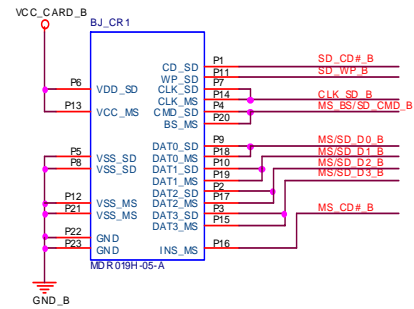 VCC_CARD_B
BJ_CR1
P1 CD_SD SD_CD#_B
P11 WP_SD SD_WP_B
P6 VDD_SD
P7 CLK_SD
P14 CLK_MS CLK_SD_B
P13 VCC_MS
P4 CMD_SD MS_BS/SD_CMD_B
P20 BS_MS
P9 DAT0_SD MS/SD_D0_B
P5 VSS_SD
P18 DAT0_MS MS/SD_D1_B
P8 VSS_SD
P10 DAT1_SD MS/SD_D2_B
P19 DAT1_MS MS/SD_D3_B
P2 DAT2_SD
P12 VSS_MS
P17 DAT2_MS
P21 VSS_MS
P3 DAT3_SD MS_CD#_B
P15 DAT3_MS
P22 GND
P23 GND
P16 INS_MS
MDR019H-05-A
GND_B